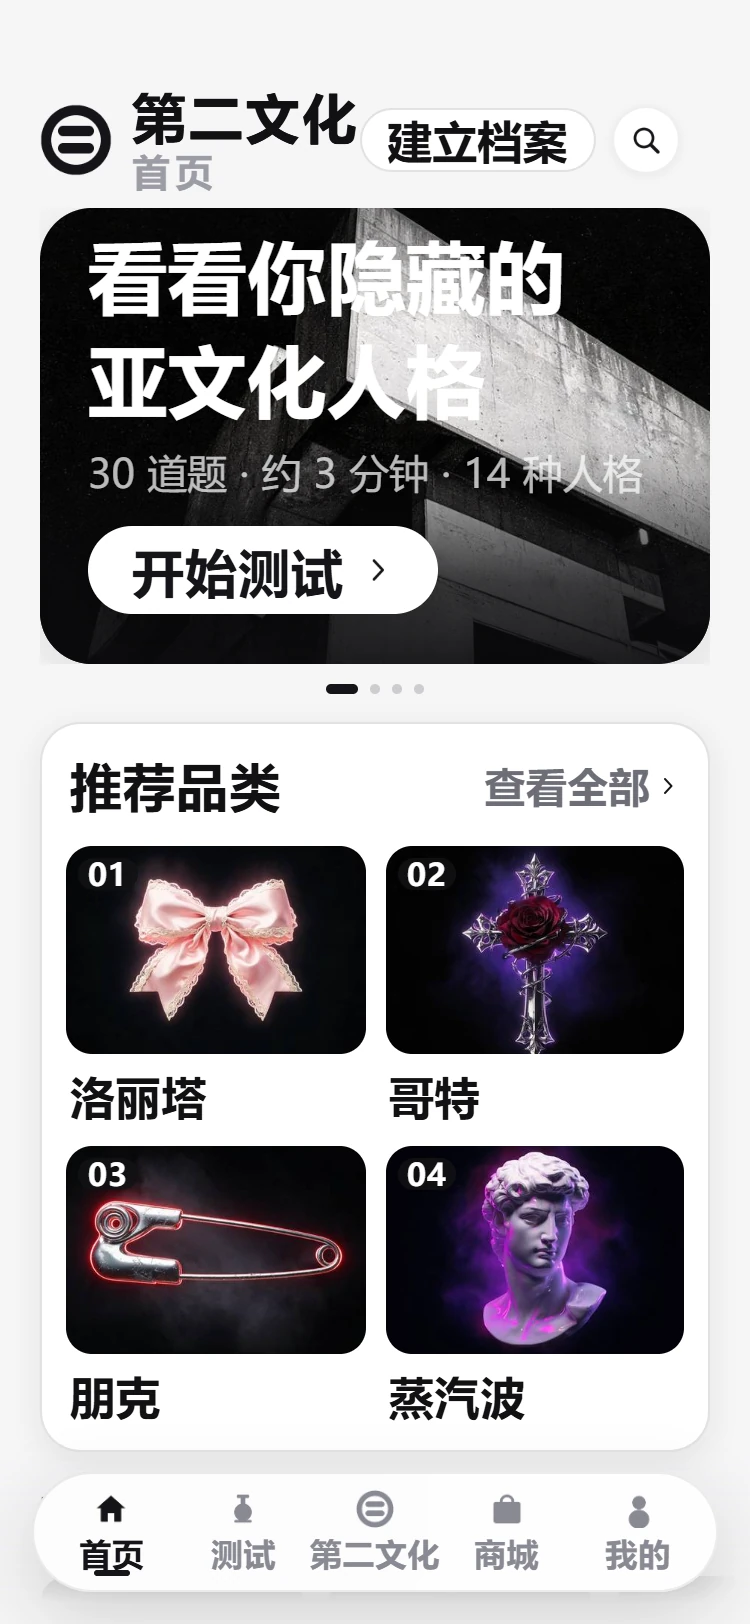 第二文化
首页
建立档案
看看你隐藏的
亚文化人格
30 道题 · 约 3 分钟 · 14 种人格
开始测试
推荐品类
查看全部
01
02
洛丽塔
哥特
03
04
朋克
蒸汽波
首页
测试
第二文化
商城
我的